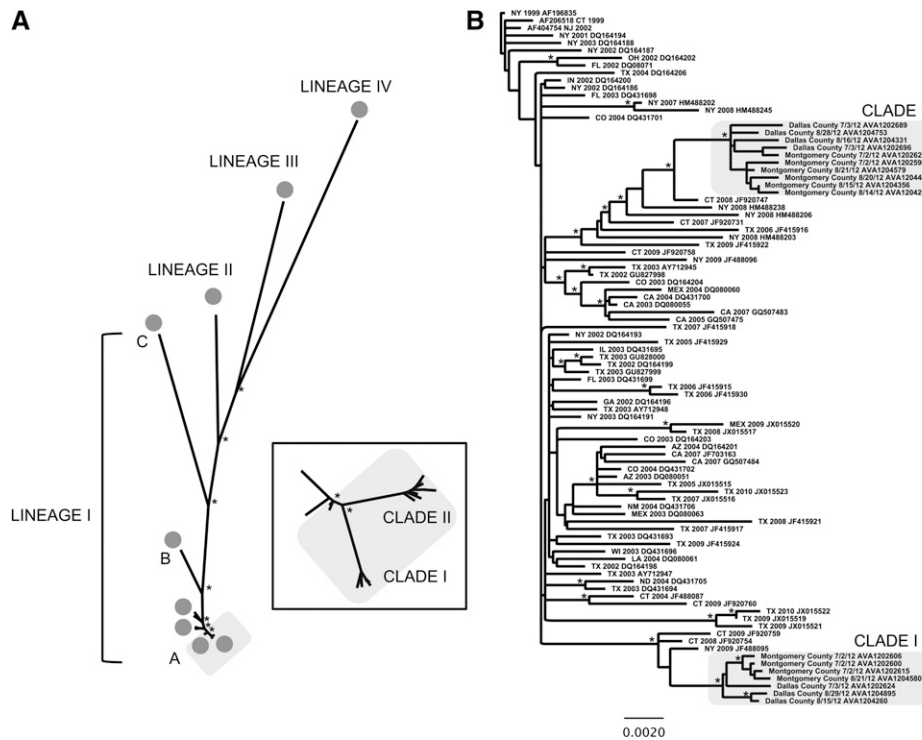 A
LINEAGE IV
LINEAGE III
LINEAGE II
C
LINEAGE I
B
A
CLADE II
CLADE I
B
NY 1999 AF196835
AF206518 CT 1999
AF404754 NJ 2002
NY 2001 DQ164194
NY 2003 DQ164188
NY 2002 DQ164187
OH 2002 DQ164202
FL 2002 DQ08071
TX 2004 DQ164206
IN 2002 DQ164200
NY 2002 DQ164186
FL 2003 DQ431698
NY 2007 HM488202
NY 2008 HM488245
CO 2004 DQ431701
CLADE
Dallas County 7/3/12 AVA1202689
Dallas County 8/28/12 AVA1204753
Dallas County 8/16/12 AVA1204331
Dallas County 7/3/12 AVA1202696
Montgomery County 7/2/12 AVA120262
Montgomery County 7/2/12 AVA120259
Montgomery County 8/21/12 AVA1204579
Montgomery County 8/20/12 AVA12044
Montgomery County 8/15/12 AVA1204356
Montgomery County 8/14/12 AVA12042
CT 2008 JF920747
NY 2008 HM488238
NY 2008 HM488206
CT 2007 JF920731
TX 2006 JF415916
NY 2008 HM488203
TX 2009 JF415922
CT 2009 JF920758
NY 2009 JF488096
TX 2003 AY712945
TX 2002 GU827998
CO 2003 DQ164204
MEX 2004 DQ080060
CA 2004 DQ431700
CA 2003 DQ080055
CA 2007 GQ507483
CA 2005 GQ507475
TX 2007 JF415918
NY 2002 DQ164193
TX 2005 JF415929
IL 2003 DQ431695
TX 2003 GU828000
TX 2002 DQ164199
TX 2003 GU827999
FL 2003 DQ431699
TX 2006 JF415915
TX 2006 JF415930
GA 2002 DQ164196
TX 2003 AY712948
NY 2003 DQ164191
MEX 2009 JX015520
TX 2008 JX015517
CO 2003 DQ164203
AZ 2004 DQ164201
CA 2007 JF703163
CA 2007 GQ507484
CO 2004 DQ431702
AZ 2003 DQ080051
TX 2005 JX015515
TX 2010 JX015523
TX 2007 JX015516
NM 2004 DQ431706
MEX 2003 DQ080063
TX 2008 JF415921
TX 2007 JF415917
TX 2003 DQ431693
TX 2009 JF415924
WI 2003 DQ431696
LA 2004 DQ080061
TX 2002 DQ164198
TX 2003 AY712947
ND 2004 DQ431705
TX 2003 DQ431694
CT 2004 JF488087
CT 2009 JF920760
TX 2010 JX015522
TX 2009 JX015519
TX 2009 JX015521
CT 2009 JF920759
CT 2008 JF920754
NY 2009 JF488095
CLADE I
Montgomery County 7/2/12 AVA1202606
Montgomery County 7/2/12 AVA1202600
Montgomery County 7/2/12 AVA1202615
Montgomery County 8/21/12 AVA1204580
Dallas County 7/3/12 AVA1202624
Dallas County 8/29/12 AVA1204895
Dallas County 8/15/12 AVA1204260
0.0020